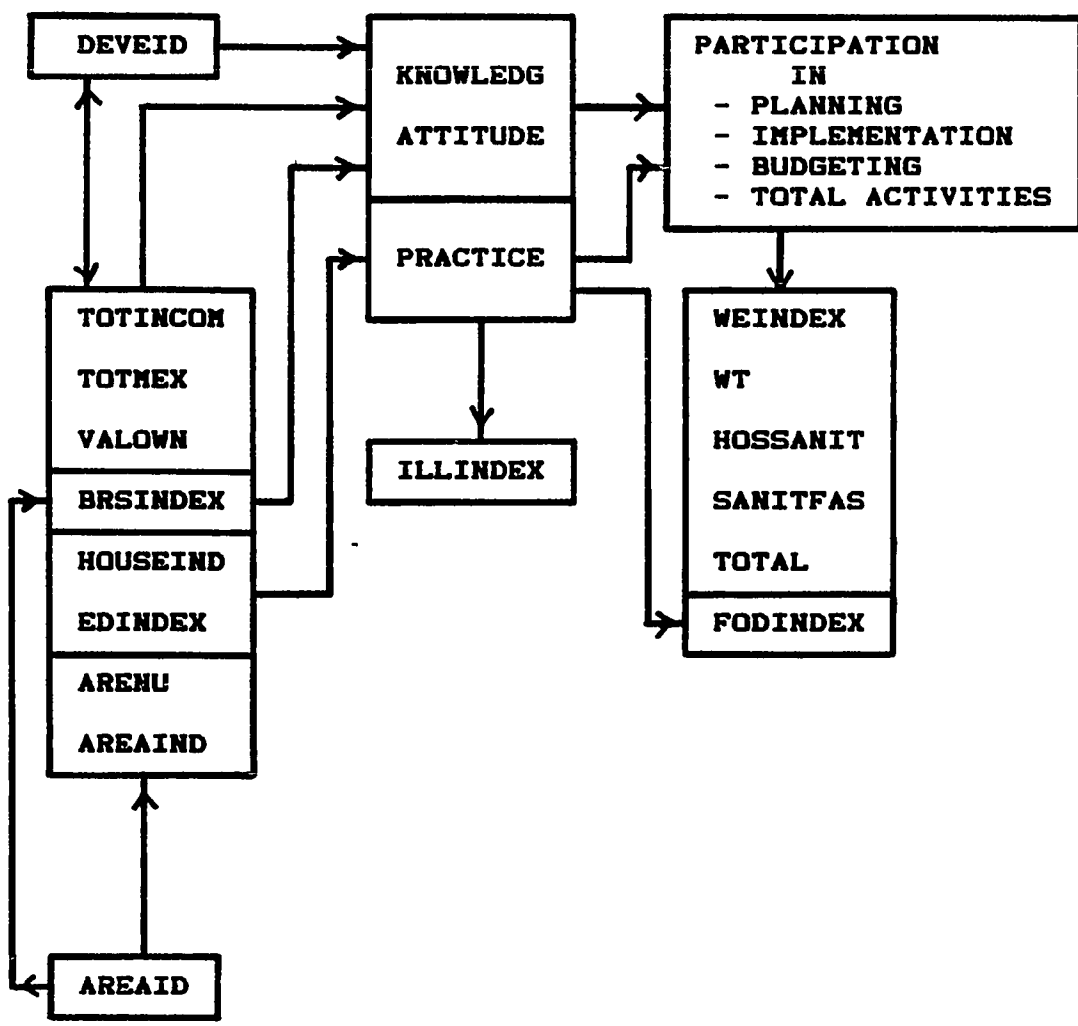 DEVEID
KNOWLEDG
ATTITUDE
PRACTICE
PARTICIPATION
IN
- PLANNING
- IMPLEMENTATION
- BUDGETING
- TOTAL ACTIVITIES
TOTINCOM
TOTMEX
VALOWN
BRSINDEX
HOUSEIND
EDINDEX
ARENU
AREAIND
ILLINDEX
WEINDEX
WT
HOSSANIT
SANITFAS
TOTAL
FODINDEX
AREAID